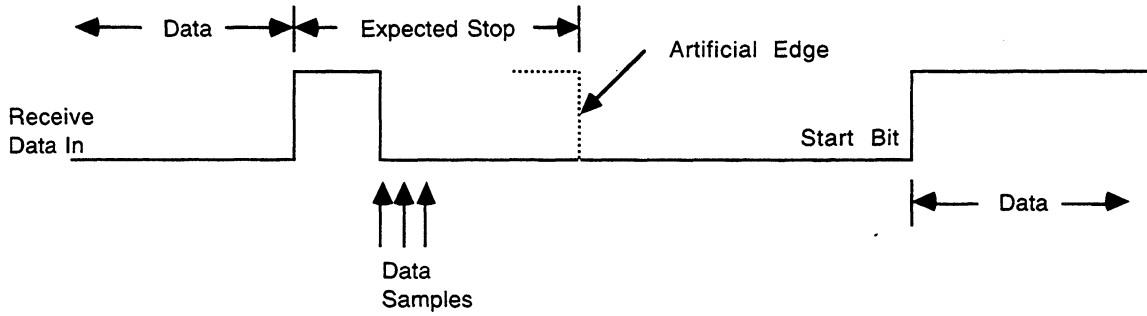 Data
Expected Stop
Artificial Edge
Receive
Data In
Start Bit
Data
Data
Samples